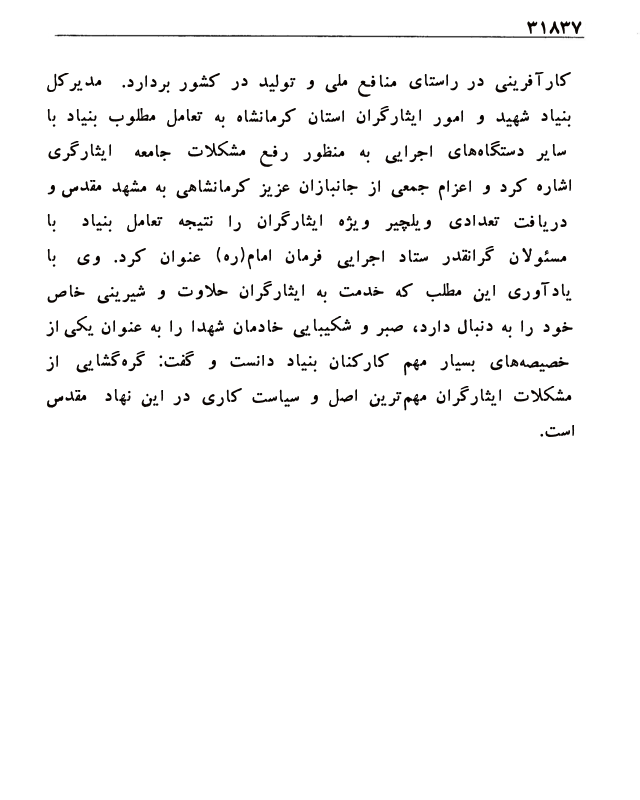 ۳۱۸۳۷
کارآفرینی در راستای منافع ملی و تولید در کشور بردارد. مدیرکل
بنیاد شهید و امور ایثارگران استان کرمانشاه به تعامل مطلوب بنیاد با
سایر دستگاه‌های اجرایی به منظور رفع مشکلات جامعه ایثارگری
اشاره کرد و اعزام جمعی از جانبازان عزیز کرمانشاهی به مشهد مقدس و
دریافت تعدادی ویلچیر ویژه ایثارگران را نتیجه تعامل بنیاد با
مسئولان گرانقدر ستاد اجرایی فرمان امام(ره) عنوان کرد. وی با
یادآوری این مطلب که خدمت به ایثارگران حلاوت و شیرینی خاص
خود را به دنبال دارد، صبر و شکیبایی خادمان شهدا را به عنوان یکی از
خصیصه‌های بسیار مهم کارکنان بنیاد دانست و گفت: گره‌گشایی از
مشکلات ایثارگران مهم‌ترین اصل و سیاست کاری در این نهاد مقدس
است.